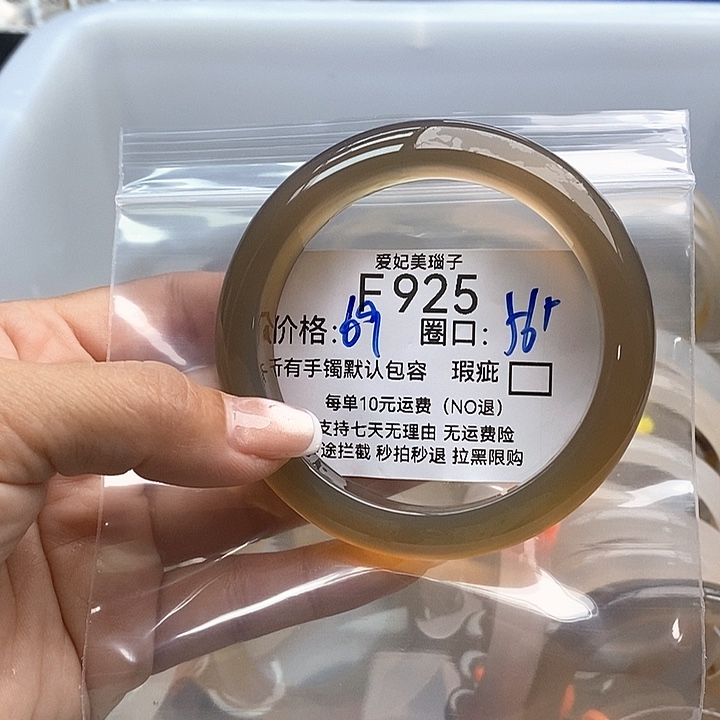 爱妃美瑙子
F925
价格:69 圈口: 56+
所有手镯默认包容 瑕疵
每单10元运费（NO退）
支持七天无理由 无运费险
途拦截 秒拍秒退 拉黑限购